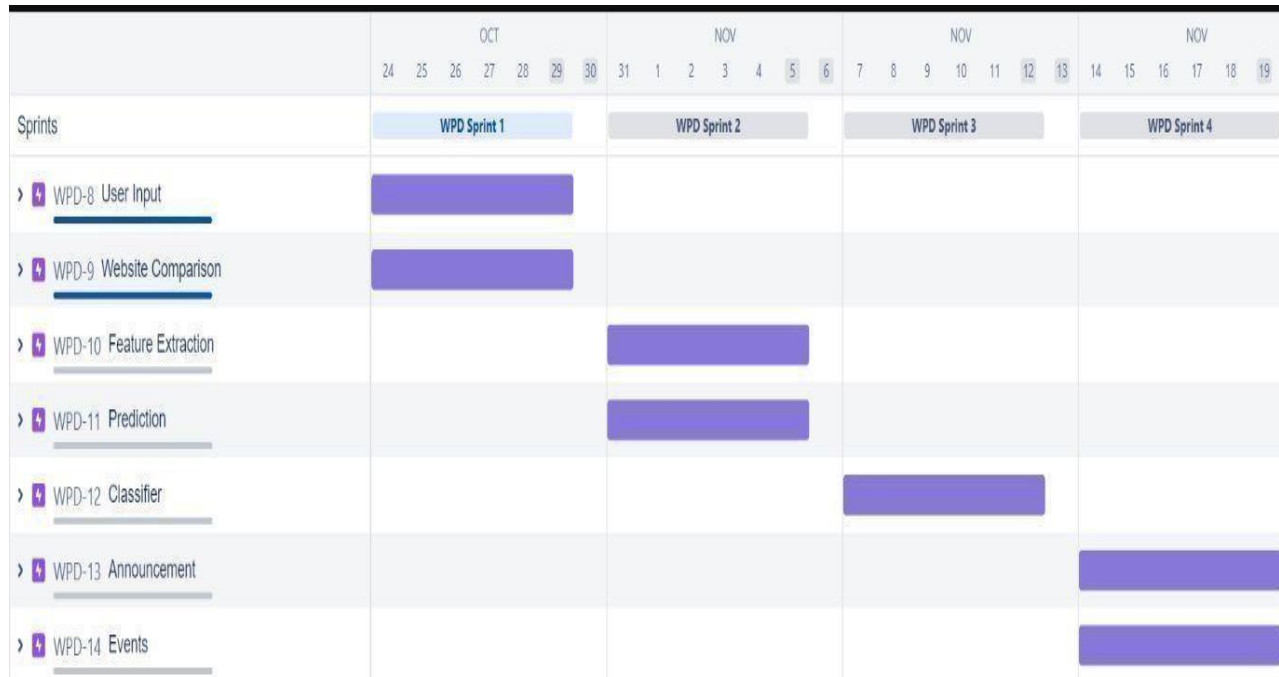 OCT NOV NOV NOV
24 25 26 27 28 29 30 31 1 2 3 4 5 6 7 8 9 10 11 12 13 14 15 16 17 18 19
Sprints WPD Sprint 1 WPD Sprint 2 WPD Sprint 3 WPD Sprint 4
WPD-8 User Input
WPD-9 Website Comparison
WPD-10 Feature Extraction
WPD-11 Prediction
WPD-12 Classifier
WPD-13 Announcement
WPD-14 Events